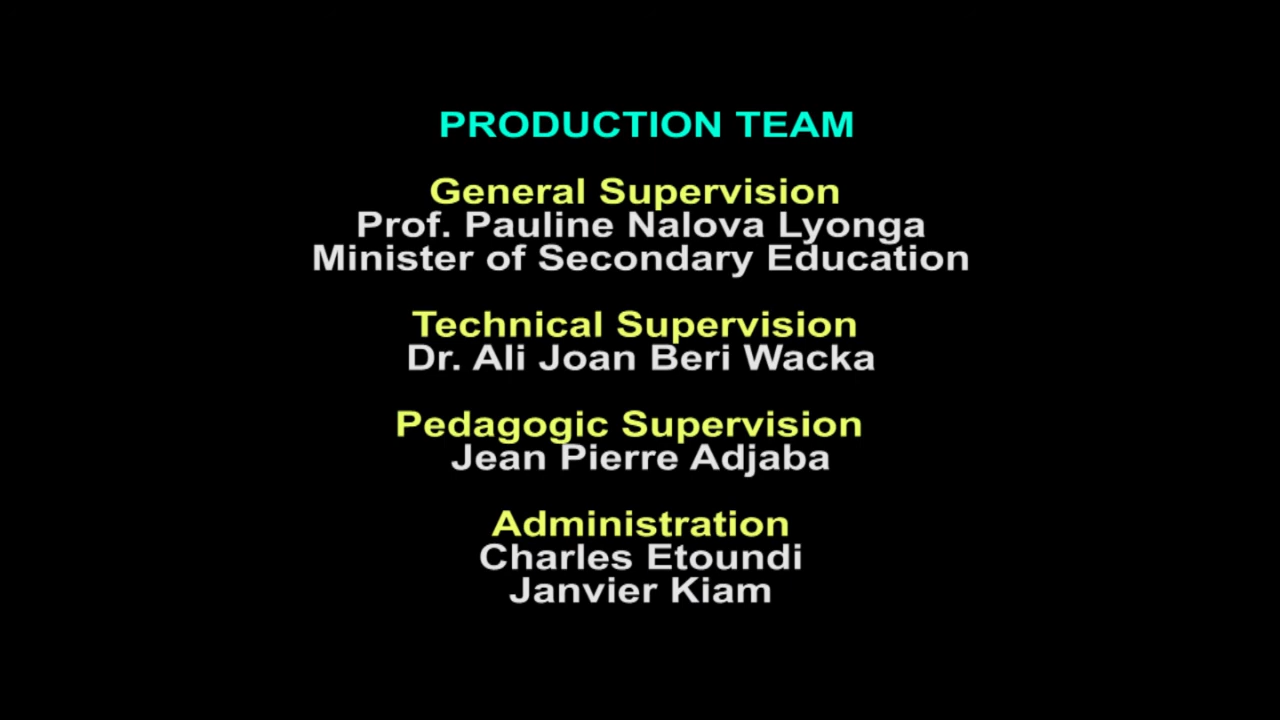 PRODUCTION TEAM
General Supervision
Prof. Pauline Nalova Lyonga
Minister of Secondary Education
Technical Supervision
Dr. Ali Joan Beri Wacka
Pedagogic Supervision
Jean Pierre Adjaba
Administration
Charles Etoundi
Janvier Kiam